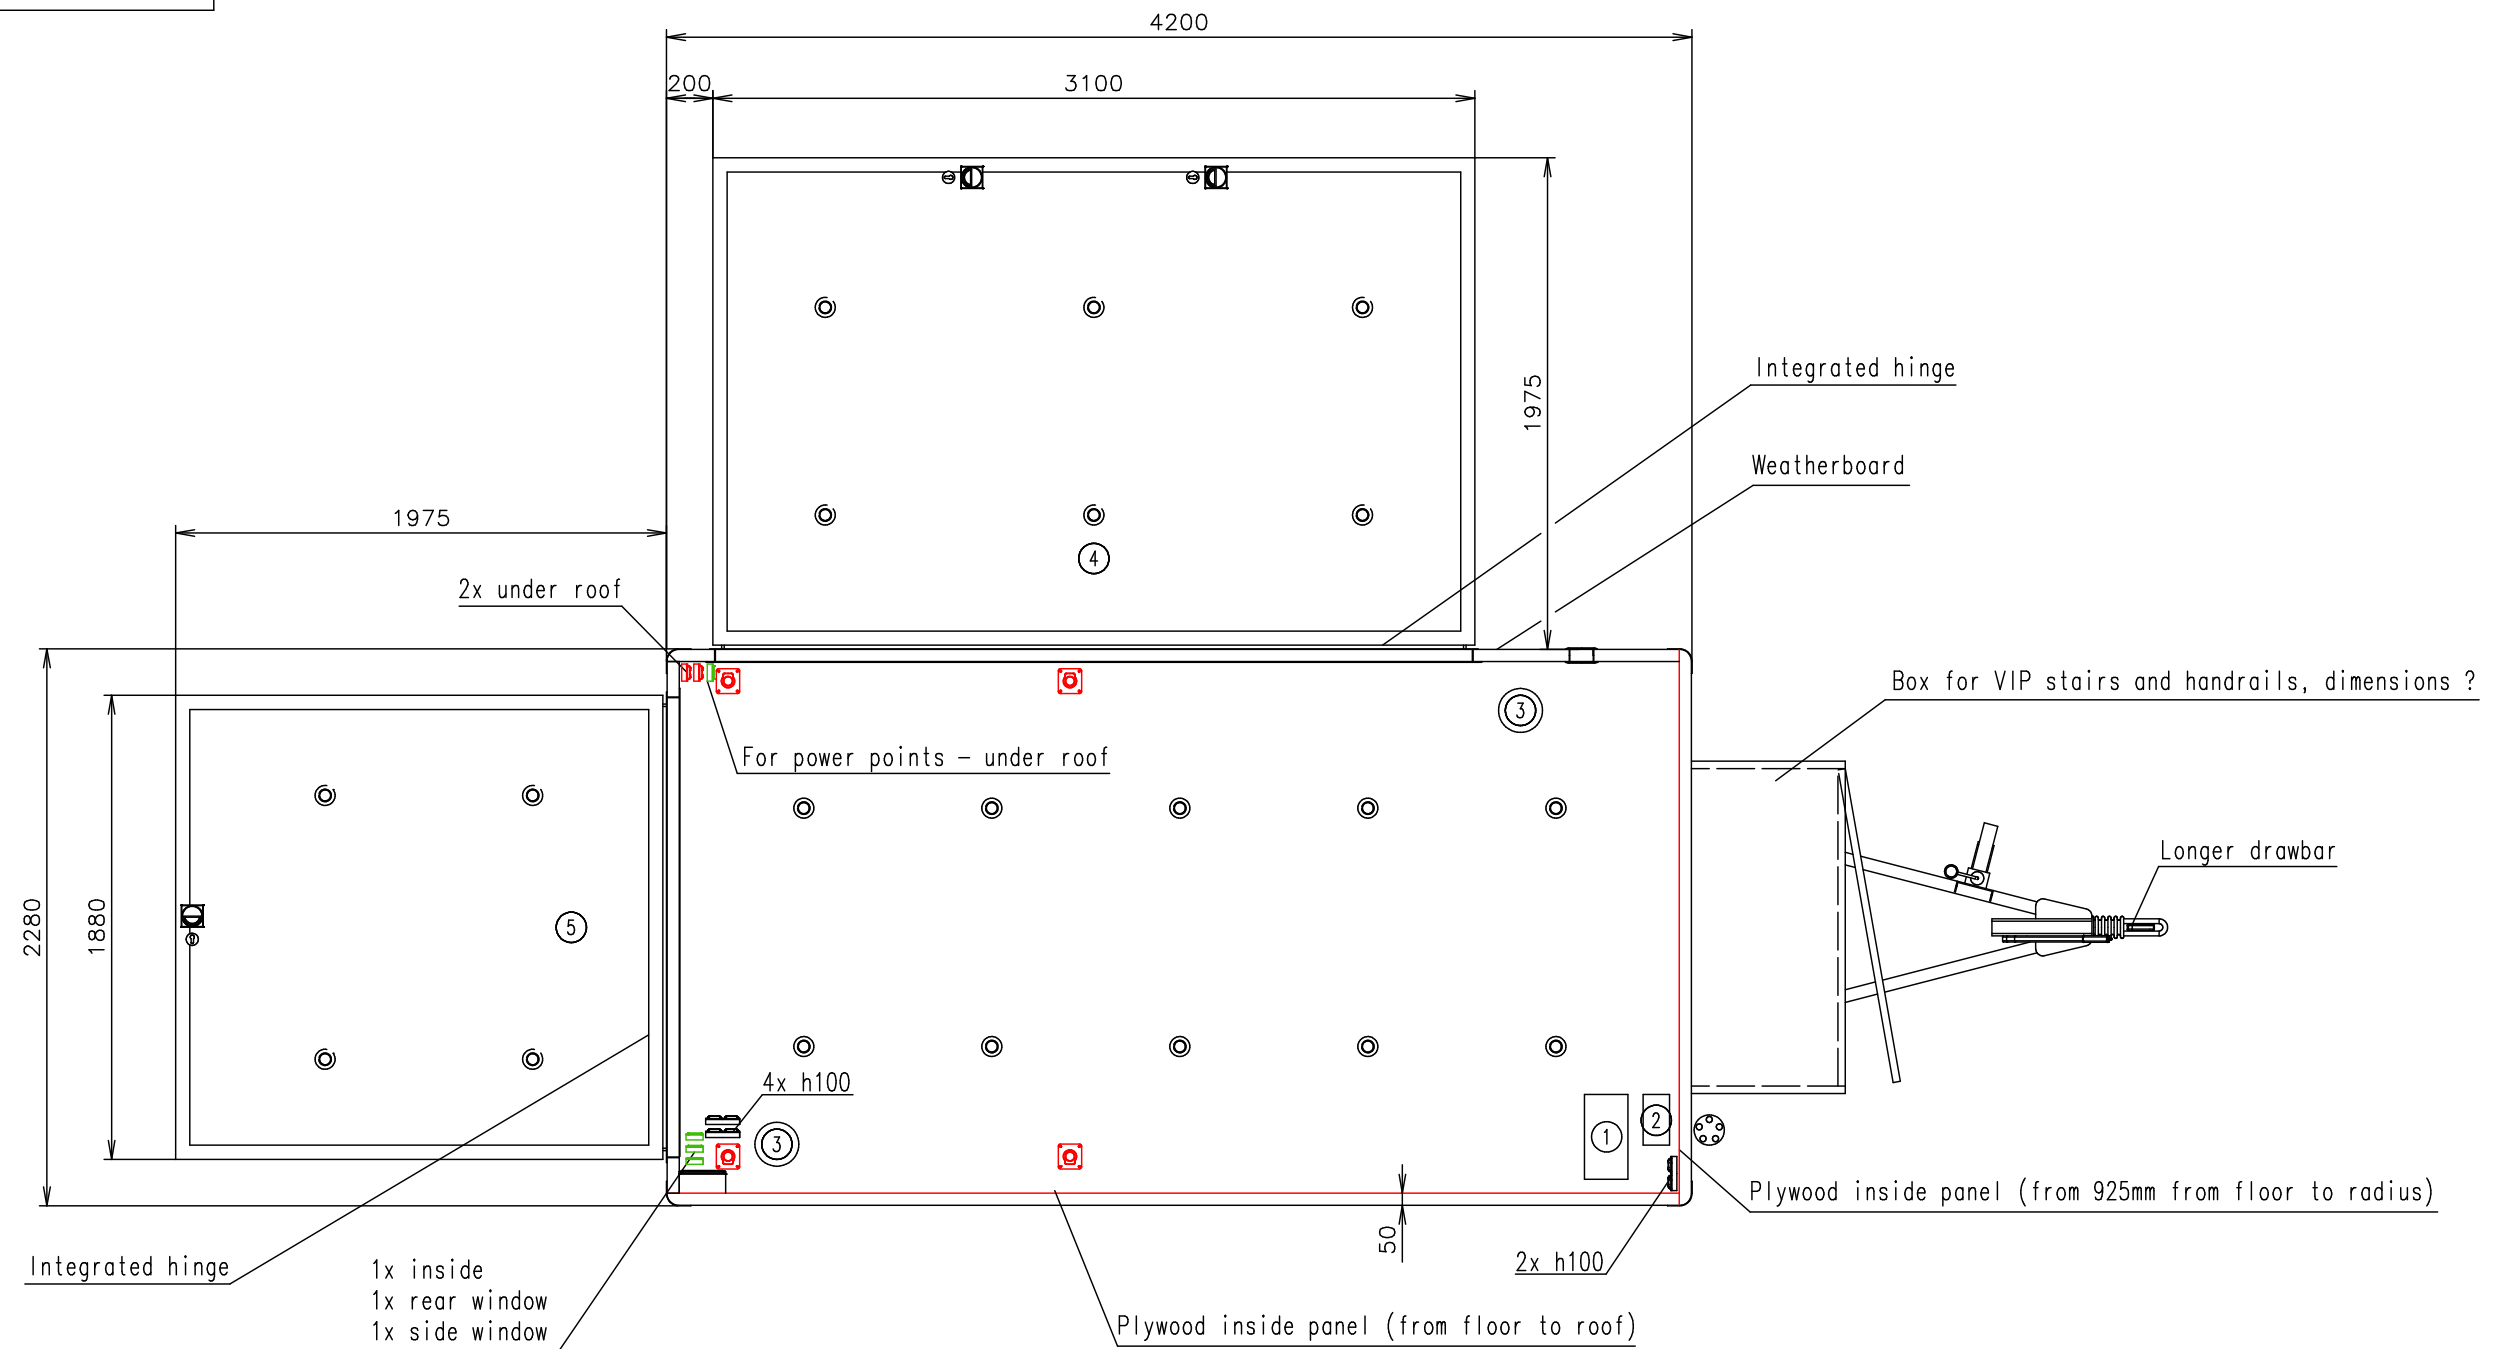 4200
200
3100
1975
Integrated hinge
Weatherboard
1975
4
2x under roof
Box for VIP stairs and handrails, dimensions ?
3
For power points – under roof
Longer drawbar
2280
1880
5
4x h100
3
1
2
Plywood inside panel (from 925mm from floor to radius)
50
2x h100
Integrated hinge
1x inside
1x rear window
1x side window
Plywood inside panel (from floor to roof)